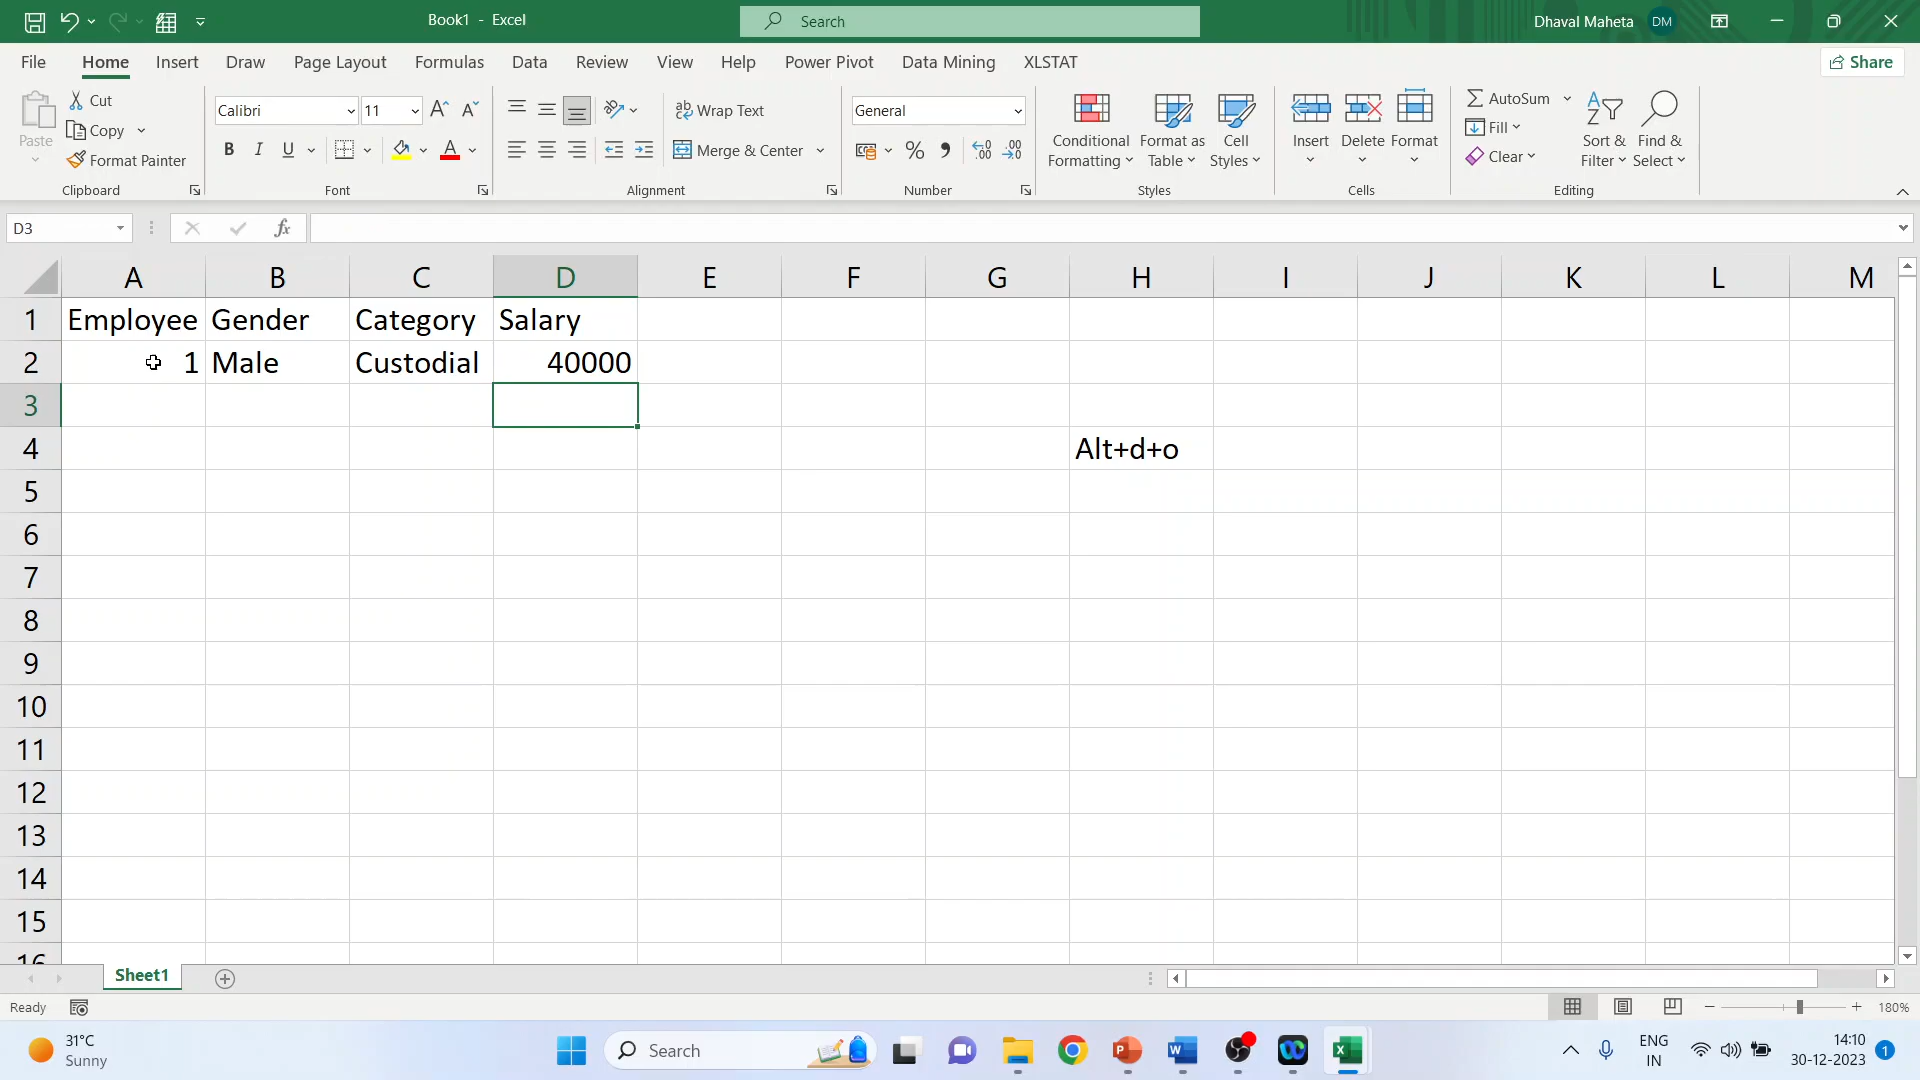 Book1 - Excel
Search
Dhaval Maheta
DM
File Home Insert Draw Page Layout Formulas Data Review View Help Power Pivot Data Mining XLSTAT
Share
Paste
Cut
Copy
Format Painter
Clipboard
Calibri 11
B I U
Font
Wrap Text
Merge & Center
Alignment
General
Number
Conditional Formatting
Format as Table
Cell Styles
Styles
Insert Delete Format
Cells
AutoSum
Fill
Clear
Sort & Filter
Find & Select
Editing
D3
fx
A B C D E F G H I J K L M
1 Employee Gender Category Salary
2 1 Male Custodial 40000
3
4 Alt+d+o
5
6
7
8
9
10
11
12
13
14
15
16
Sheet1
Ready
180%
31°C
Sunny
Search
ENG
IN
14:10
30-12-2023
1